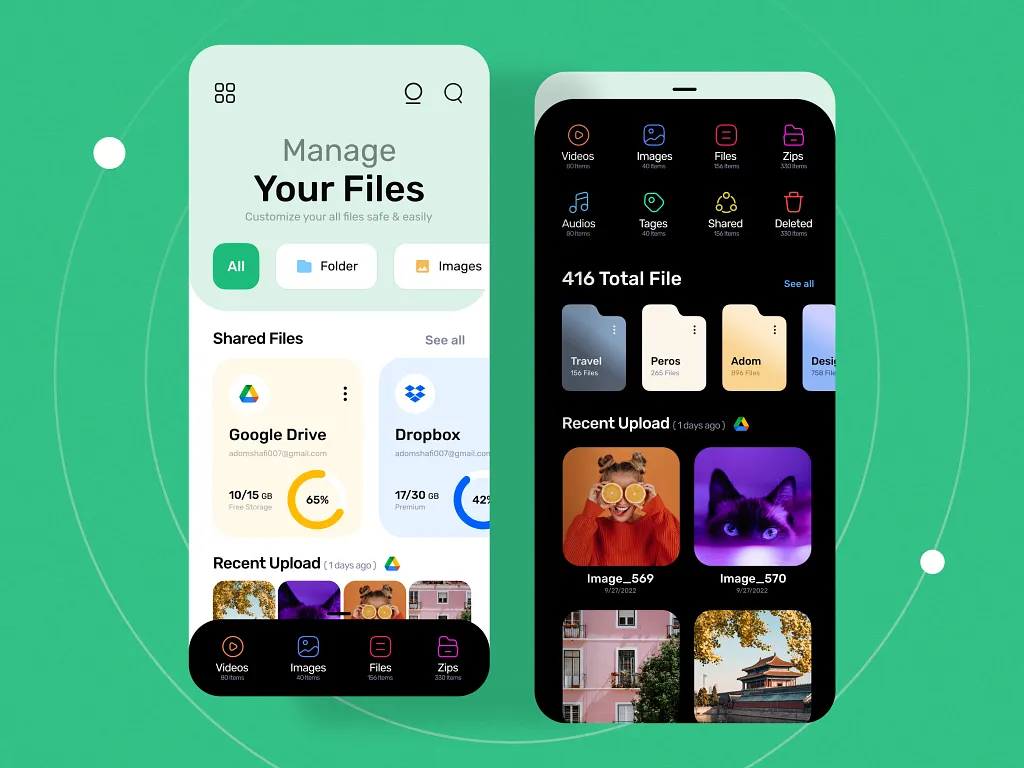 Manage
Your Files
Customize your all files safe & easily
All
Folder
Images
Shared Files
See all
Google Drive
adomshafi007@gmail.com
10/15 GB
Free Storage
65%
Dropbox
adomshafi007@gmail.con
17/30 GB
Premium
42%
Recent Upload ( 1 days ago )
Videos
80 Items
Images
40 Items
Files
156 Items
Zips
330 Items
Videos
80 Items
Images
40 Items
Files
156 Items
Zips
330 Items
Audios
80 Items
Tages
40 Items
Shared
156 Items
Deleted
330 Items
416 Total File
See all
Travel
156 Files
Peros
265 Files
Adom
896 Files
Desig
758 File
Recent Upload ( 1 days ago )
Image_569
9/27/2022
Image_570
9/27/2022